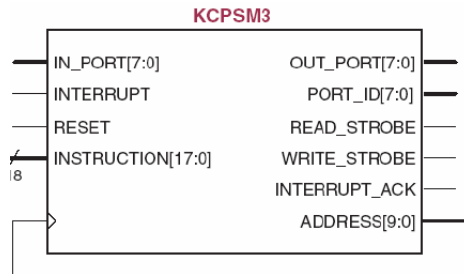 KCPSM3
IN_PORT[7:0] OUT_PORT[7:0]
INTERRUPT PORT_ID[7:0]
RESET READ_STROBE
INSTRUCTION[17:0] WRITE_STROBE
18
INTERRUPT_ACK
ADDRESS[9:0]